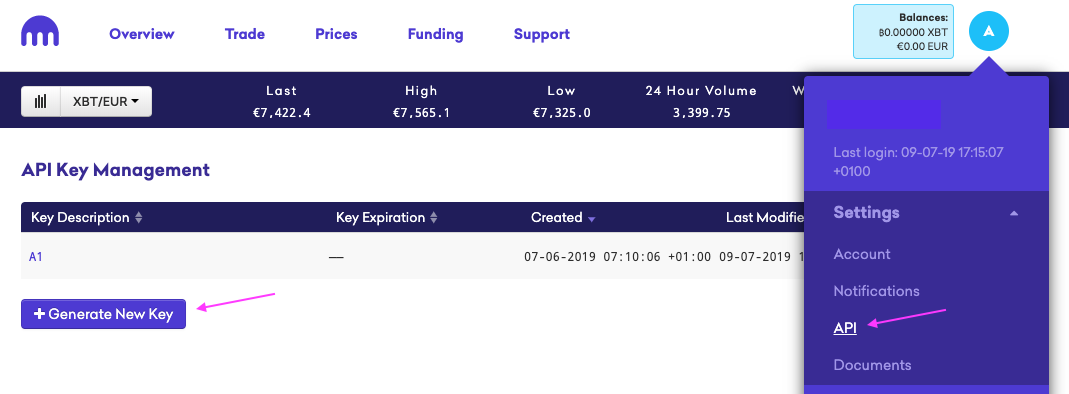 Overview Trade Prices Funding Support
Balances:
฿0.00000 XBT
€0.00 EUR
A
XBT/EUR
Last High Low 24 Hour Volume W
€7,422.4 €7,565.1 €7,325.0 3,399.75
Last login: 09-07-19 17:15:07
+0100
API Key Management
Key Description Key Expiration Created Last Modifie
A1 — 07-06-2019 07:10:06 +01:00 09-07-2019 1
+ Generate New Key
Settings
Account
Notifications
API
Documents